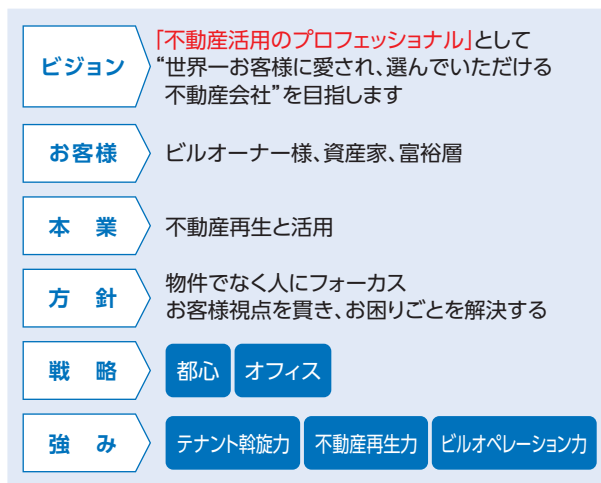 ビジョン
「不動産活用のプロフェッショナル」として
“世界一お客様に愛され、選んでいただける
不動産会社”を目指します
お客様
ビルオーナー様、資産家、富裕層
本 業
不動産再生と活用
方 針
物件でなく人にフォーカス
お客様視点を貫き、お困りごとを解決する
戦 略
都心 オフィス
強 み
テナント斡旋力 不動産再生力 ビルオペレーション力